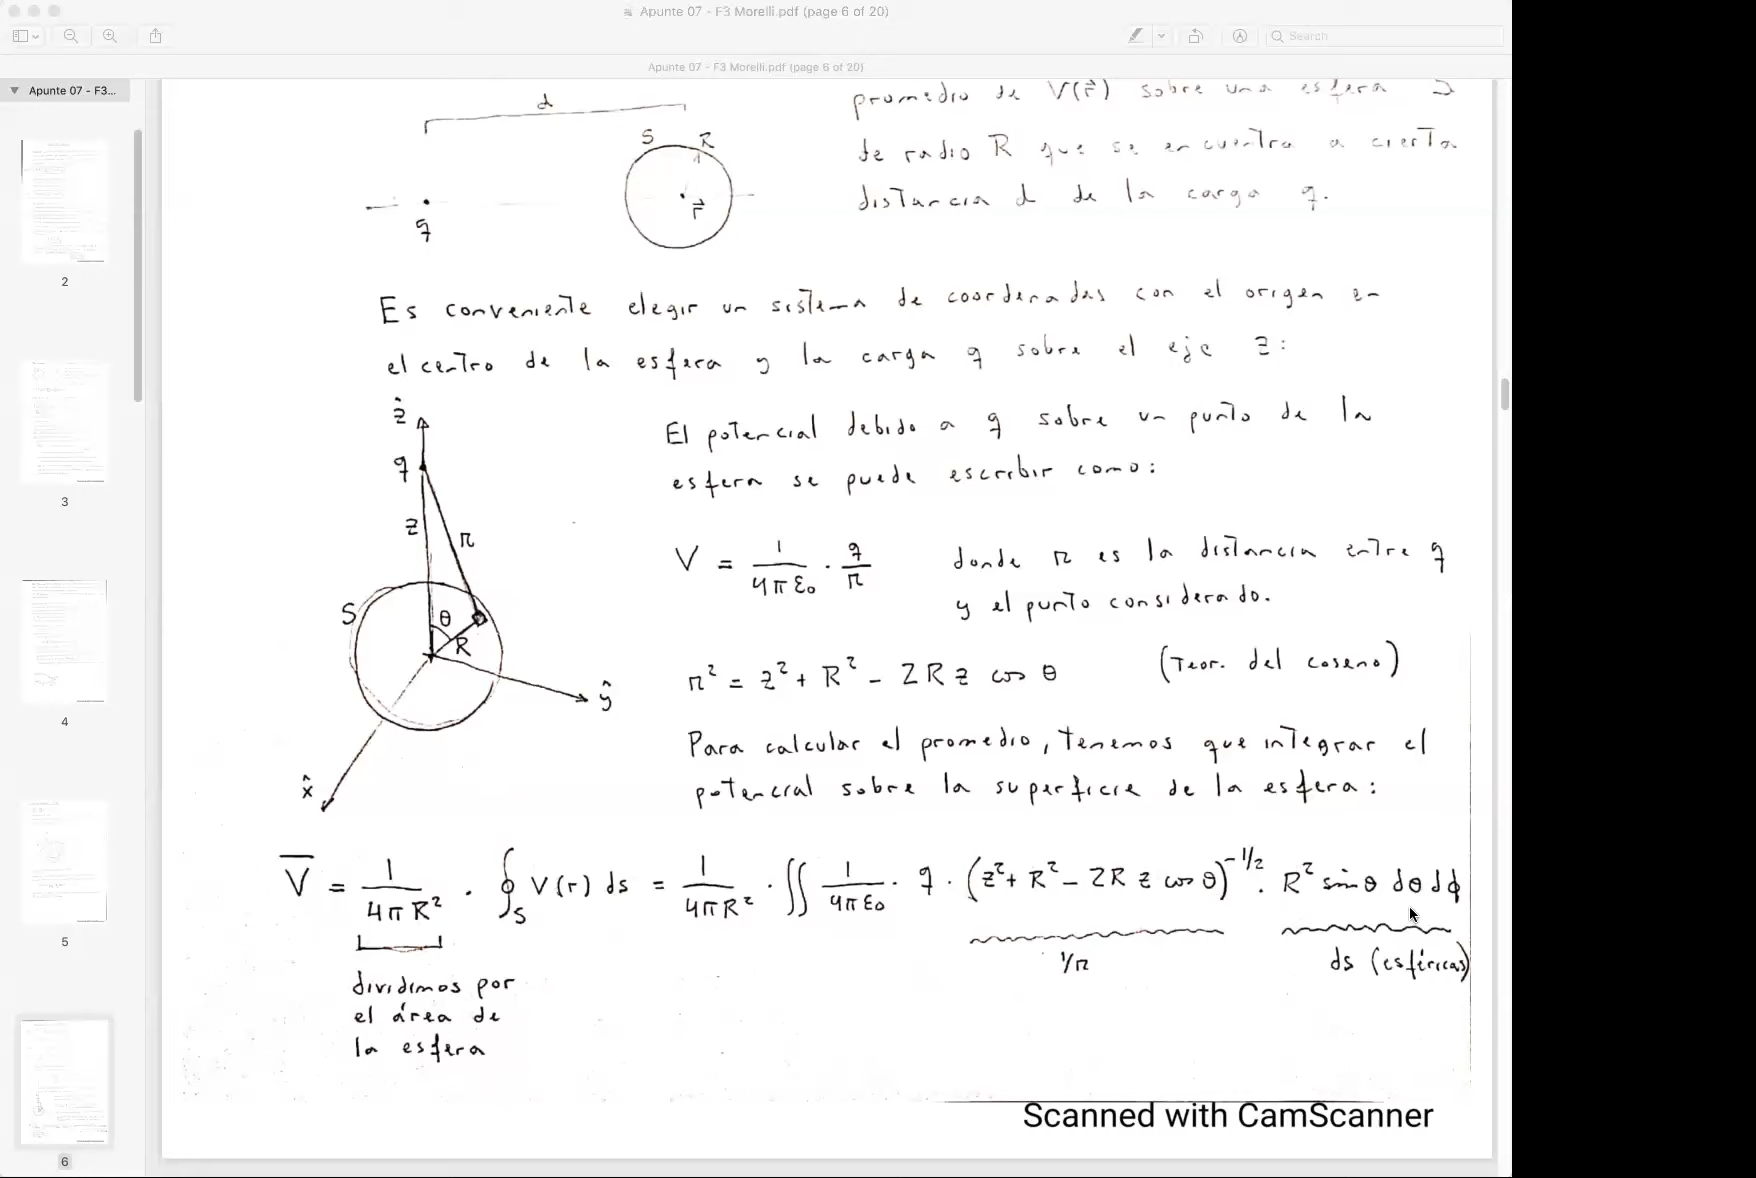 Apunte 07 - F3 Morelli.pdf (page 6 of 20)
Search
Apunte 07 - F3 Morelli.pdf (page 6 of 20)
Apunte 07 - F3...
2
3
4
5
6
promedio de V(r⃗) sobre una esfera S
de radio R que se encuentra a cierta
distancia d de la carga q.
d
S R
q
r⃗
Es conveniente elegir un sistema de coordenadas con el origen en
el centro de la esfera y la carga q sobre el eje z:
ẑ
q
z
r
S
θ
R
ŷ
x̂
El potencial debido a q sobre un punto de la
esfera se puede escribir como:
V = 1/(4πε₀) · q/r donde r es la distancia entre q
y el punto considerado.
r² = z² + R² - 2Rz cos θ (Teor. del coseno)
Para calcular el promedio, tenemos que integrar el
potencial sobre la superficie de la esfera:
V̅ = 1/(4πR²) · ∮_S V(r) ds = 1/(4πR²) · ∬ 1/(4πε₀) · q · (z² + R² - 2Rz cos θ)^(-1/2) · R² sin θ dθ dϕ
1/r
ds (esféricas)
dividimos por
el área de
la esfera
Scanned with CamScanner